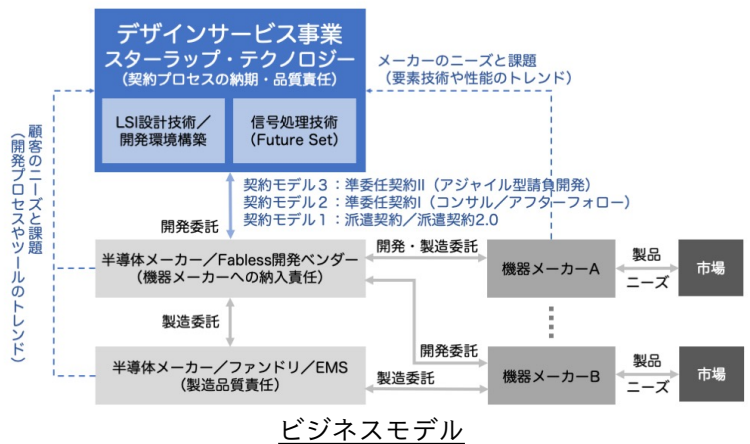 デザインサービス事業
スターラップ・テクノロジー
（契約プロセスの納期・品質責任）
LSI設計技術／
開発環境構築
信号処理技術
（Future Set）
メーカーのニーズと課題
（要素技術や性能のトレンド）
顧客のニーズと課題
（開発プロセスやツールのトレンド）
契約モデル３：準委任契約II（アジャイル型請負開発）
契約モデル２：準委任契約I（コンサル／アフターフォロー）
契約モデル１：派遣契約／派遣契約2.0
開発委託
半導体メーカー／Fabless開発ベンダー
（機器メーカーへの納入責任）
開発・製造委託
機器メーカーA
製品
ニーズ
市場
製造委託
開発委託
半導体メーカー／ファンドリ／EMS
（製造品質責任）
製造委託
機器メーカーB
製品
ニーズ
市場
ビジネスモデル